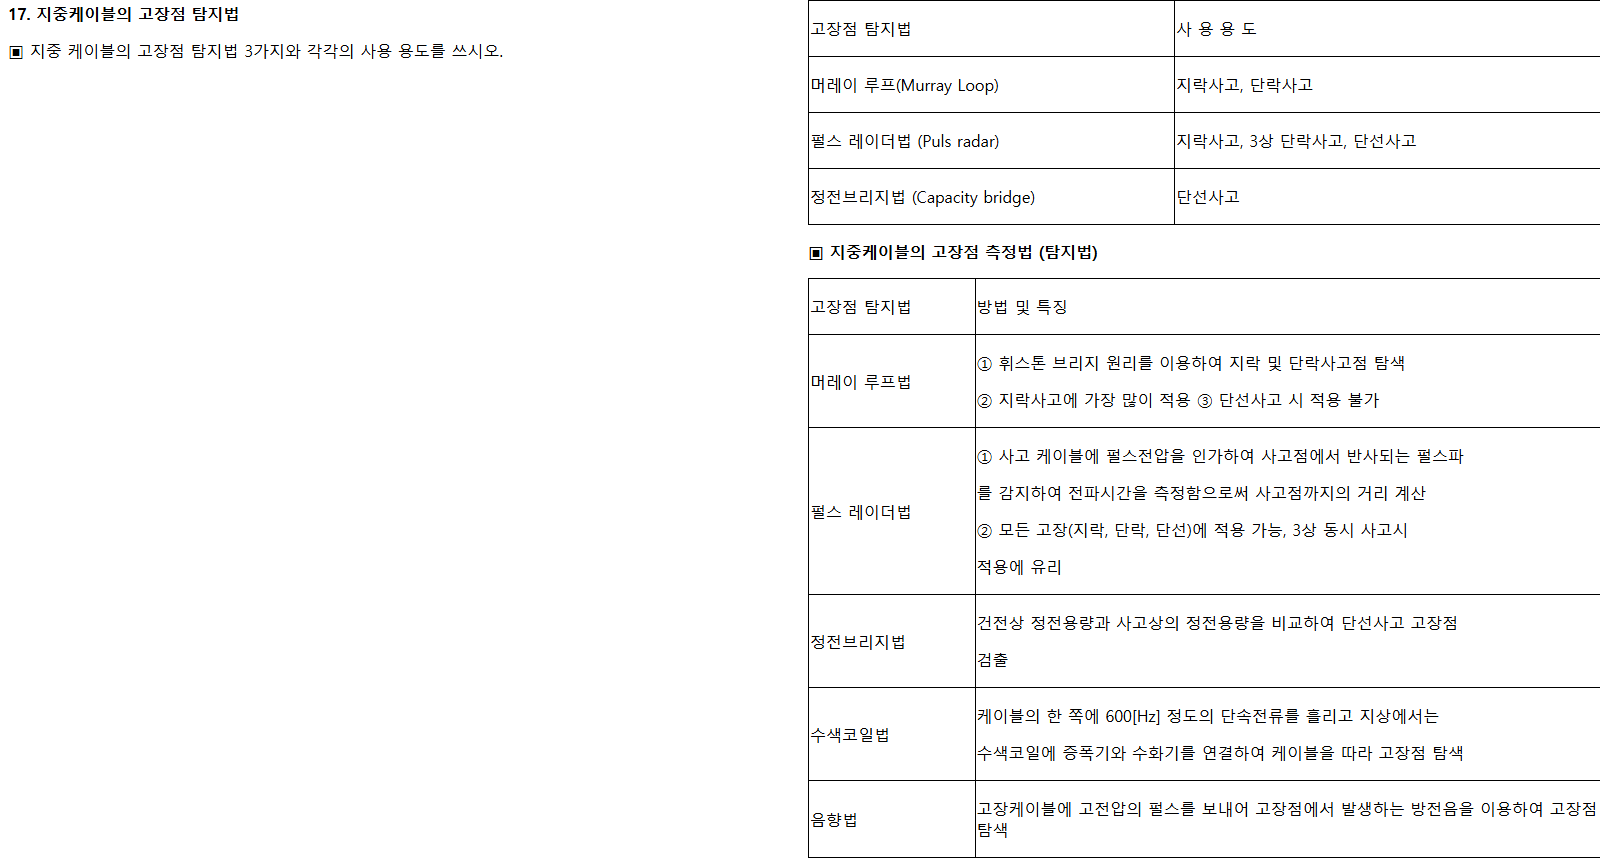 17. 지중케이블의 고장점 탐지법
▣ 지중 케이블의 고장점 탐지법 3가지와 각각의 사용 용도를 쓰시오.
고장점 탐지법
사 용 용 도
머레이 루프(Murray Loop)
지락사고, 단락사고
펄스 레이더법 (Puls radar)
지락사고, 3상 단락사고, 단선사고
정전브리지법 (Capacity bridge)
단선사고
▣ 지중케이블의 고장점 측정법 (탐지법)
고장점 탐지법
방법 및 특징
머레이 루프법
① 휘스톤 브리지 원리를 이용하여 지락 및 단락사고점 탐색
② 지락사고에 가장 많이 적용 ③ 단선사고 시 적용 불가
펄스 레이더법
① 사고 케이블에 펄스전압을 인가하여 사고점에서 반사되는 펄스파
를 감지하여 전파시간을 측정함으로써 사고점까지의 거리 계산
② 모든 고장(지락, 단락, 단선)에 적용 가능, 3상 동시 사고시
적용에 유리
정전브리지법
건전상 정전용량과 사고상의 정전용량을 비교하여 단선사고 고장점
검출
수색코일법
케이블의 한 쪽에 600[Hz] 정도의 단속전류를 흘리고 지상에서는
수색코일에 증폭기와 수화기를 연결하여 케이블을 따라 고장점 탐색
음향법
고장케이블에 고전압의 펄스를 보내어 고장점에서 발생하는 방전음을 이용하여 고장점
탐색